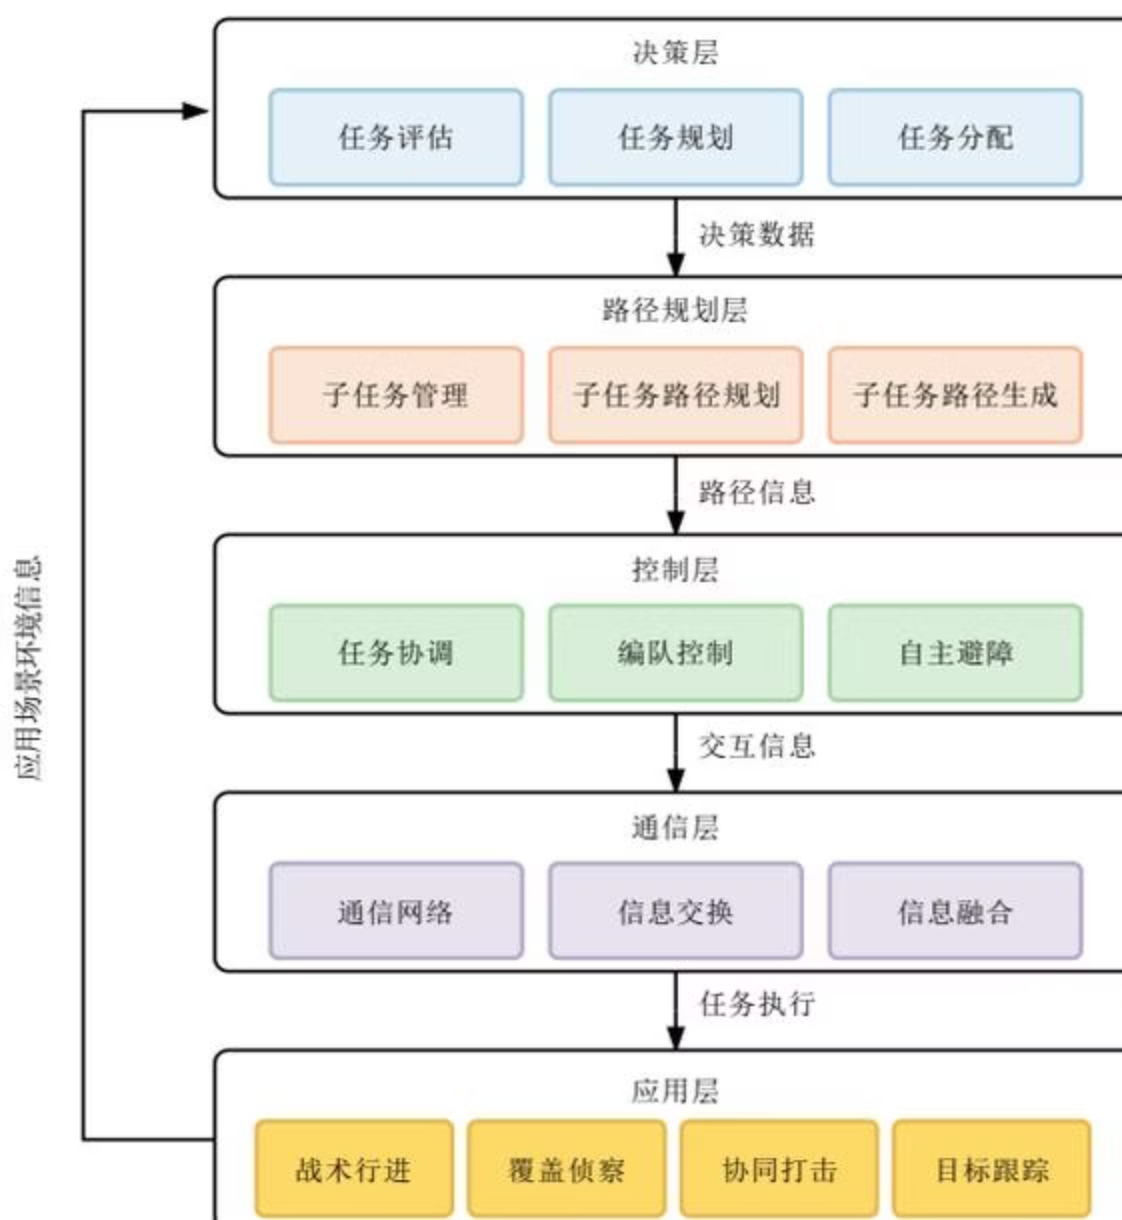 决策层
任务评估
任务规划
任务分配
决策数据
路径规划层
子任务管理
子任务路径规划
子任务路径生成
路径信息
控制层
任务协调
编队控制
自主避障
交互信息
通信层
通信网络
信息交换
信息融合
任务执行
应用层
战术行进
覆盖侦察
协同打击
目标跟踪
应用场景环境信息